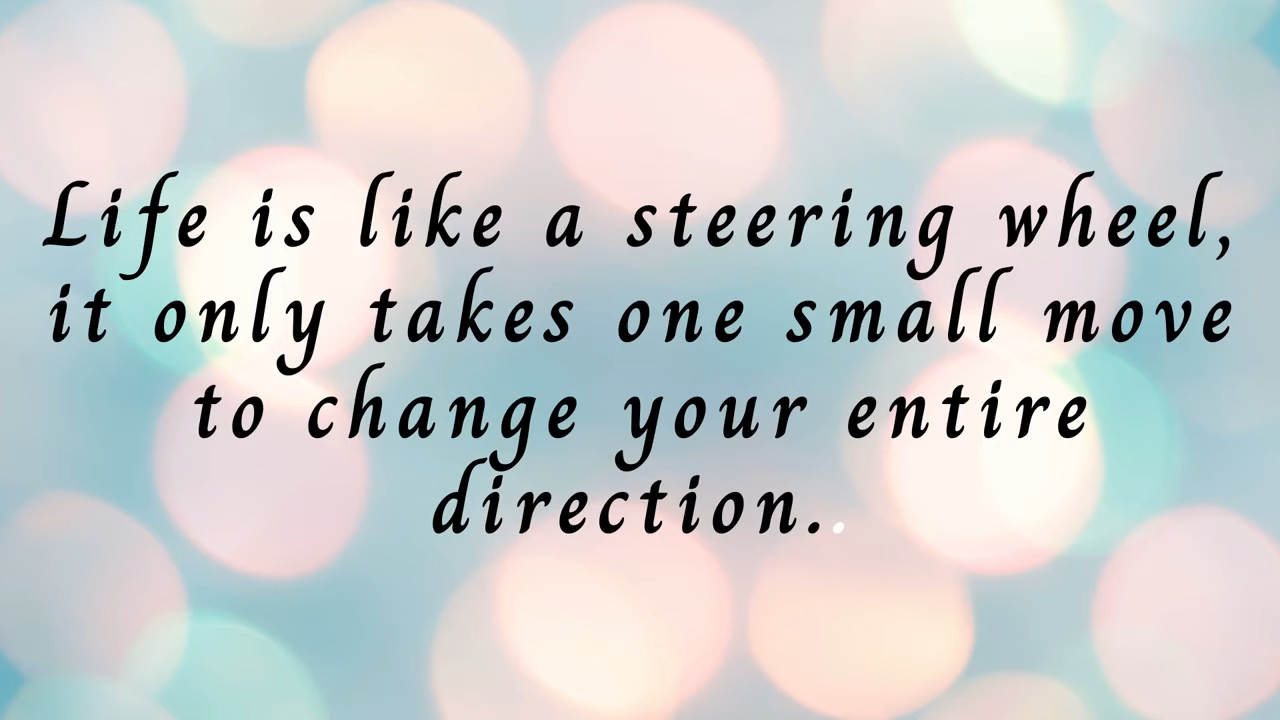 Life is like a steering wheel,
it only takes one small move
to change your entire
direction..